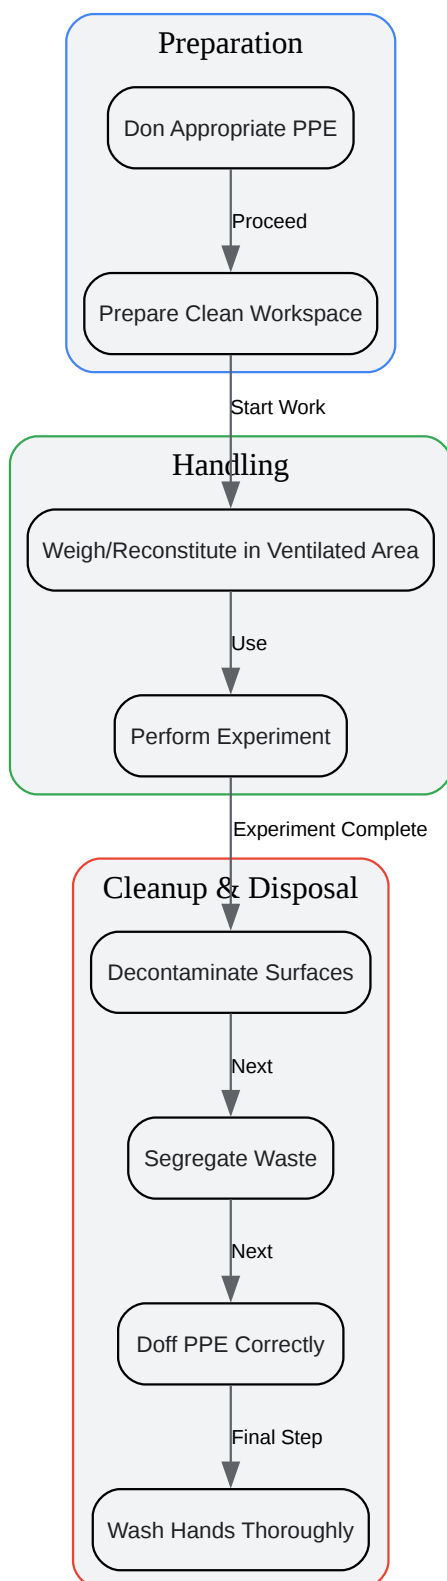 Preparation
Don Appropriate PPE
Proceed
Prepare Clean Workspace
Start Work
Handling
Weigh/Reconstitute in Ventilated Area
Use
Perform Experiment
Experiment Complete
Cleanup & Disposal
Decontaminate Surfaces
Next
Segregate Waste
Next
Doff PPE Correctly
Final Step
Wash Hands Thoroughly